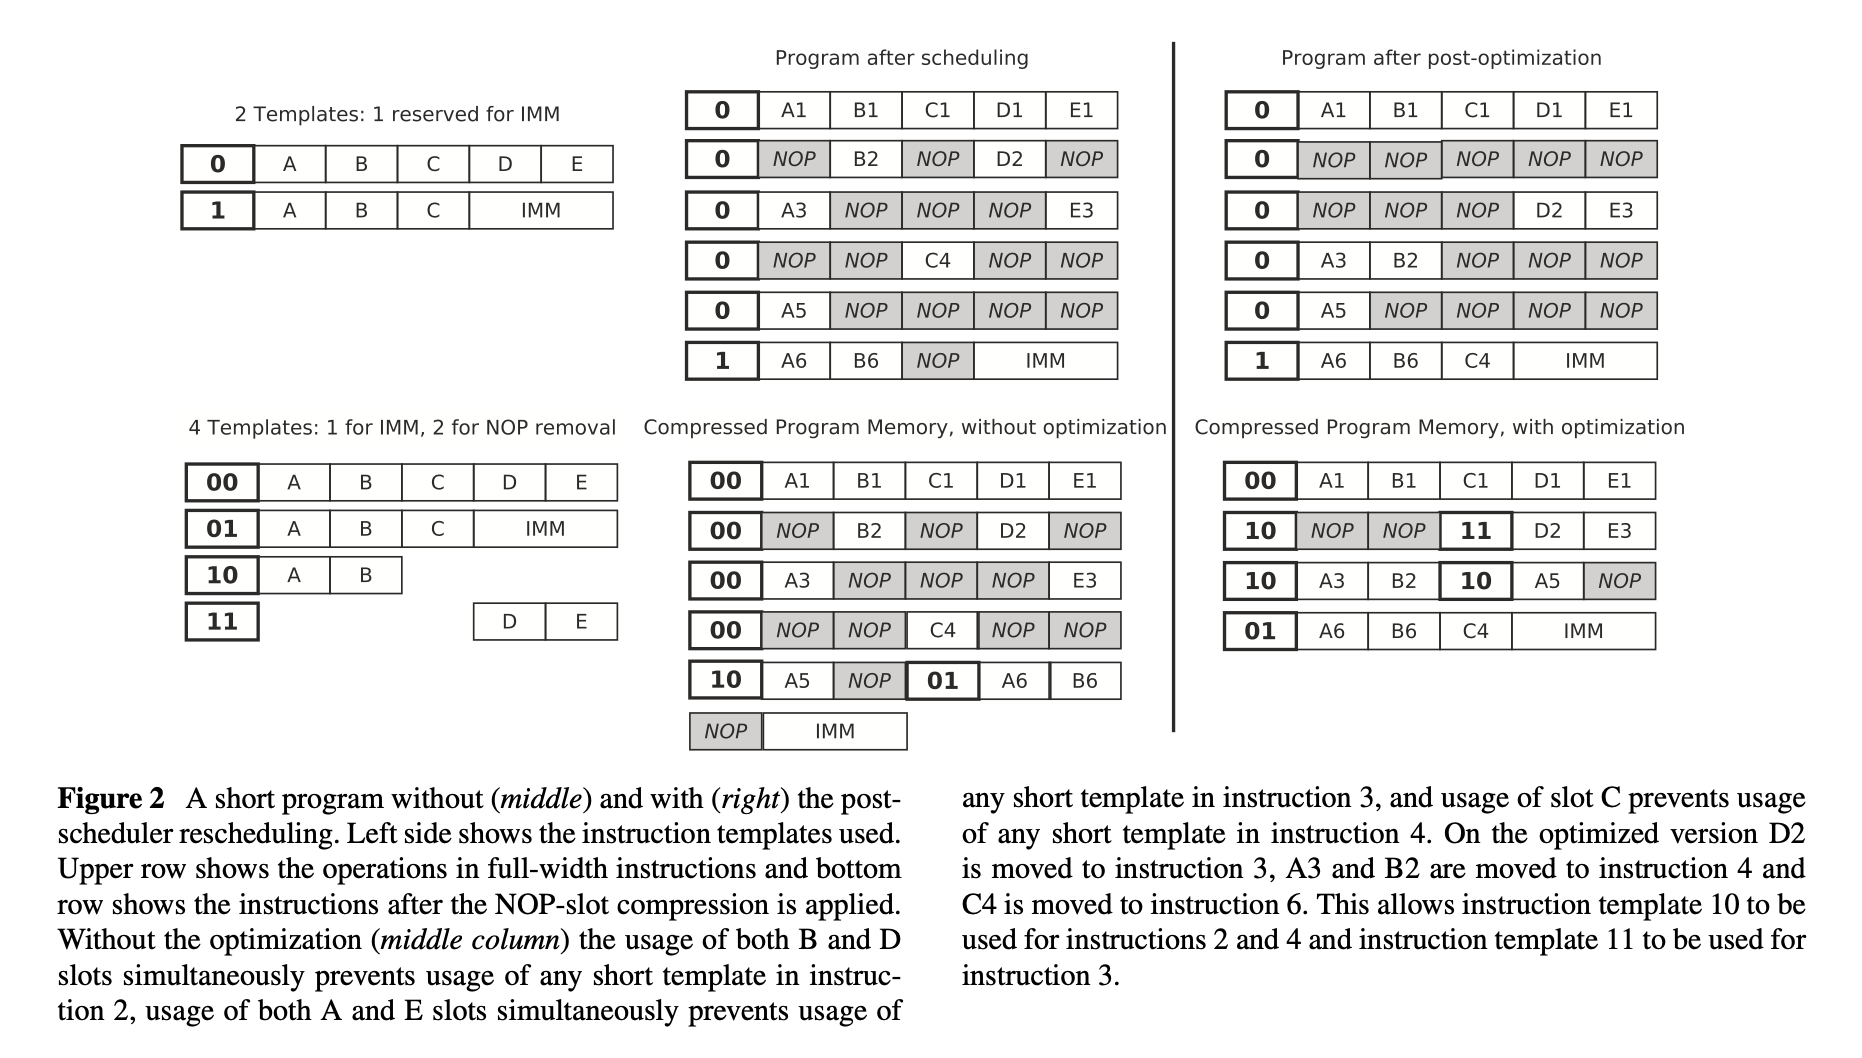 2 Templates: 1 reserved for IMM
0 A B C D E
1 A B C IMM
Program after scheduling
0 A1 B1 C1 D1 E1
0 NOP B2 NOP D2 NOP
0 A3 NOP NOP NOP E3
0 NOP NOP C4 NOP NOP
0 A5 NOP NOP NOP NOP
1 A6 B6 NOP IMM
Program after post-optimization
0 A1 B1 C1 D1 E1
0 NOP NOP NOP NOP NOP
0 NOP NOP NOP D2 E3
0 A3 B2 NOP NOP NOP
0 A5 NOP NOP NOP NOP
1 A6 B6 C4 IMM
4 Templates: 1 for IMM, 2 for NOP removal
00 A B C D E
01 A B C IMM
10 A B
11 D E
Compressed Program Memory, without optimization
00 A1 B1 C1 D1 E1
00 NOP B2 NOP D2 NOP
00 A3 NOP NOP NOP E3
00 NOP NOP C4 NOP NOP
10 A5 NOP 01 A6 B6
NOP IMM
Compressed Program Memory, with optimization
00 A1 B1 C1 D1 E1
10 NOP NOP 11 D2 E3
10 A3 B2 10 A5 NOP
01 A6 B6 C4 IMM
Figure 2 A short program without (middle) and with (right) the post-
scheduler rescheduling. Left side shows the instruction templates used.
Upper row shows the operations in full-width instructions and bottom
row shows the instructions after the NOP-slot compression is applied.
Without the optimization (middle column) the usage of both B and D
slots simultaneously prevents usage of any short template in instruc-
tion 2, usage of both A and E slots simultaneously prevents usage of
any short template in instruction 3, and usage of slot C prevents usage
of any short template in instruction 4. On the optimized version D2
is moved to instruction 3, A3 and B2 are moved to instruction 4 and
C4 is moved to instruction 6. This allows instruction template 10 to be
used for instructions 2 and 4 and instruction template 11 to be used for
instruction 3.